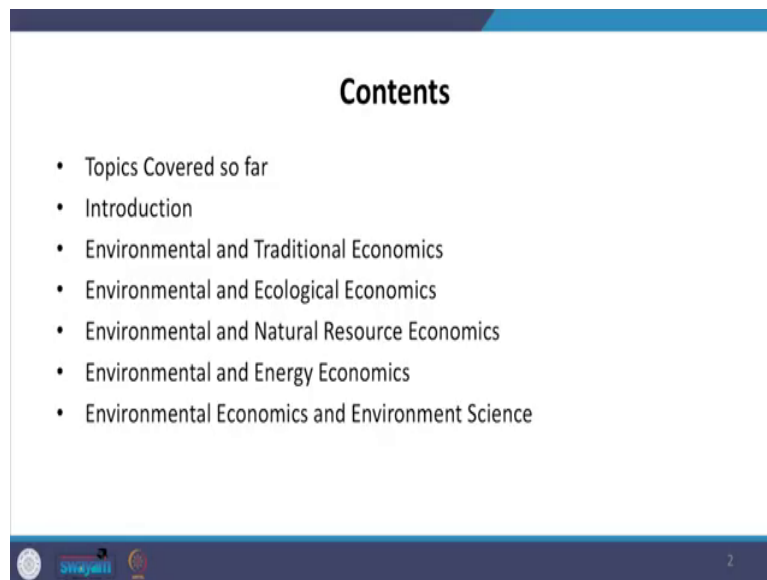 Contents
• Topics Covered so far
• Introduction
• Environmental and Traditional Economics
• Environmental and Ecological Economics
• Environmental and Natural Resource Economics
• Environmental and Energy Economics
• Environmental Economics and Environment Science
swayam
2